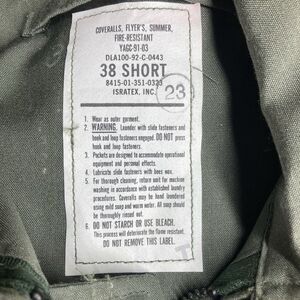 COVERALLS, FLYER'S, SUMMER,
FIRE-RESISTANT
YAGC-91-03
DLA100-92-C-0443
38 SHORT
8415-01-351-0323
ISRATEX, INC.
23
1. Wear as outer garment.
2. WARNING. Launder with slide fasteners and
hook and loop fasteners engaged. DO NOT press
hook and loop fasteners.
3. Pockets are designed to accommodate operational
equipment and personal effects.
4. Lubricate slide fasteners with bees wax.
5. For thorough cleaning, return unit for machine
washing in accordance with established laundry
procedures. Coveralls may be hand laundered
using mild soap and warm water. All soap should
be thoroughly rinsed out.
6. DO NOT STARCH OR USE BLEACH.
This process will deteriorate the flame resistant.
DO NOT REMOVE THIS LABEL.